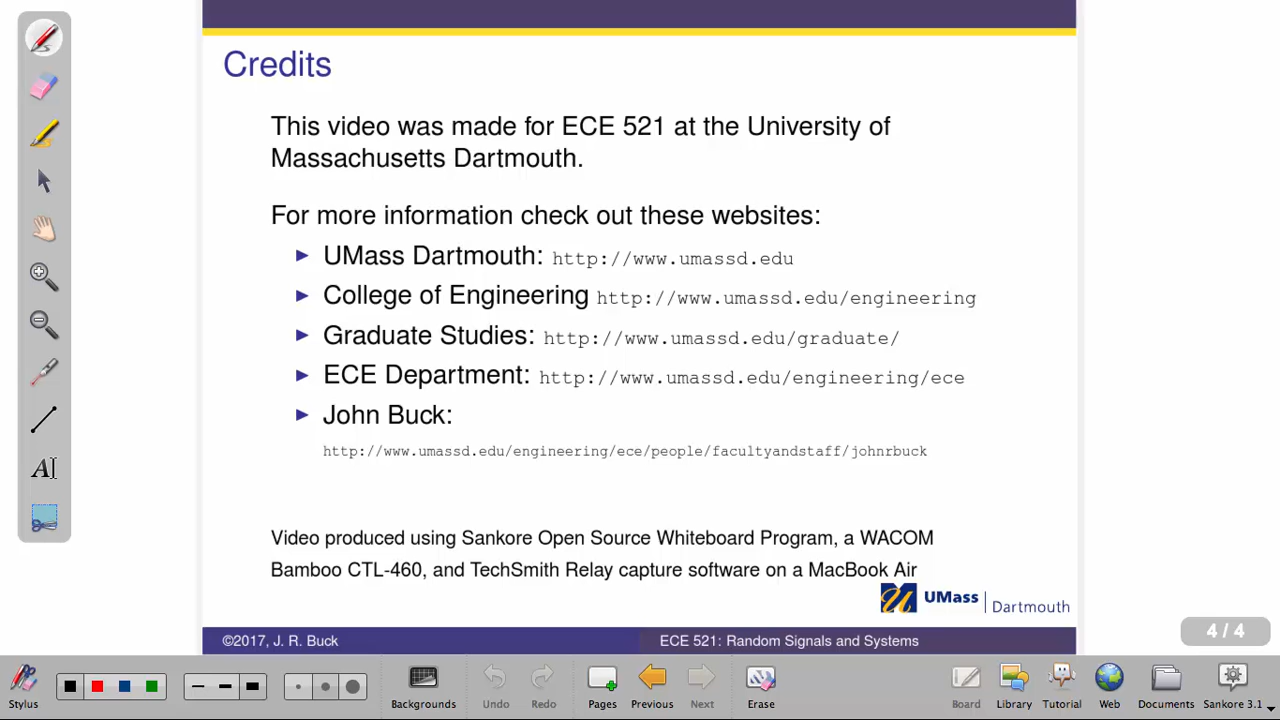 Credits
This video was made for ECE 521 at the University of
Massachusetts Dartmouth.
For more information check out these websites:
UMass Dartmouth: http://www.umassd.edu
College of Engineering http://www.umassd.edu/engineering
Graduate Studies: http://www.umassd.edu/graduate/
ECE Department: http://www.umassd.edu/engineering/ece
John Buck:
http://www.umassd.edu/engineering/ece/people/facultyandstaff/johnrbuck
Video produced using Sankore Open Source Whiteboard Program, a WACOM
Bamboo CTL-460, and TechSmith Relay capture software on a MacBook Air
UMass Dartmouth
©2017, J. R. Buck ECE 521: Random Signals and Systems
4 / 4
Stylus Backgrounds Undo Redo Pages Previous Next Erase Board Library Tutorial Web Documents Sankore 3.1